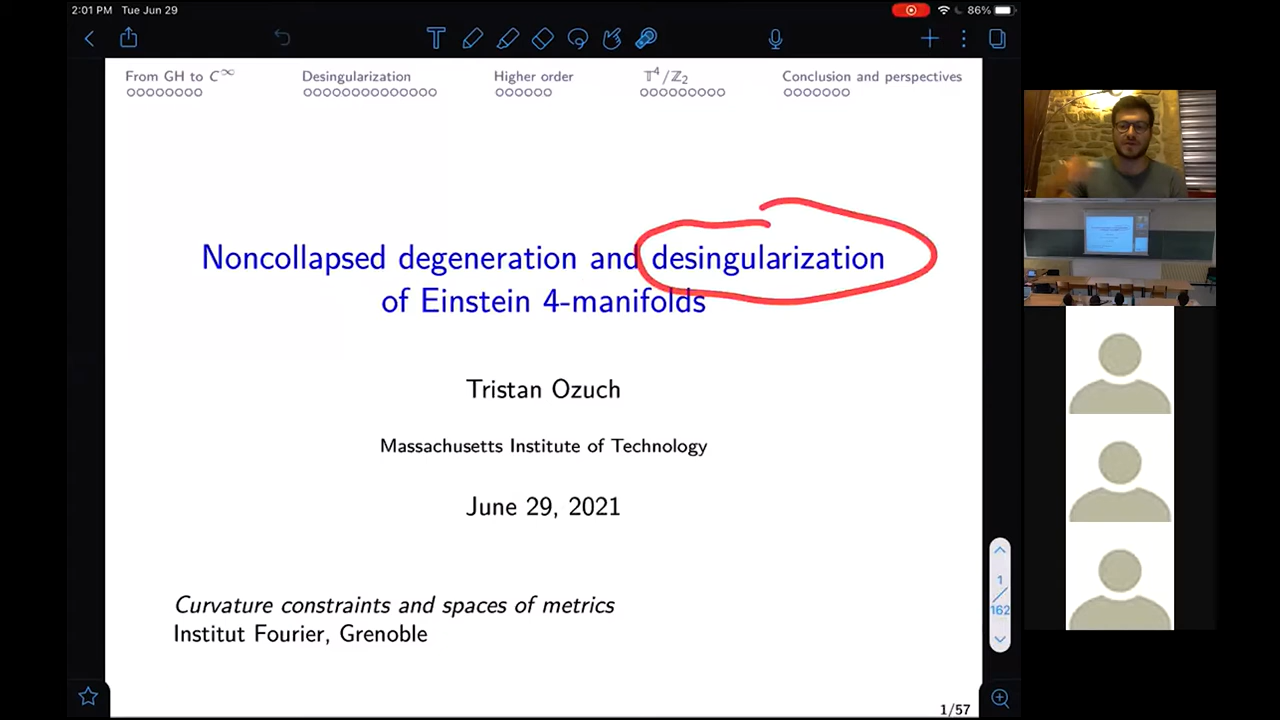 2:01 PM Tue Jun 29
86%
From GH to C^∞
Desingularization
Higher order
𝕋⁴/ℤ₂
Conclusion and perspectives
Noncollapsed degeneration and desingularization
of Einstein 4-manifolds
Tristan Ozuch
Massachusetts Institute of Technology
June 29, 2021
Curvature constraints and spaces of metrics
Institut Fourier, Grenoble
1
/
162
1/57